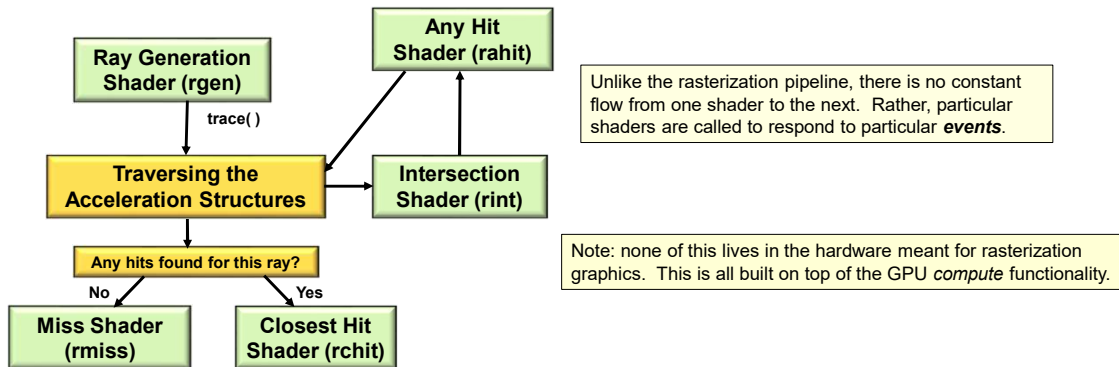 Ray Generation
Shader (rgen)
trace( )
Any Hit
Shader (rahit)
Traversing the
Acceleration Structures
Intersection
Shader (rint)
Any hits found for this ray?
No
Yes
Miss Shader
(rmiss)
Closest Hit
Shader (rchit)
Unlike the rasterization pipeline, there is no constant
flow from one shader to the next.  Rather, particular
shaders are called to respond to particular events.
Note: none of this lives in the hardware meant for rasterization
graphics.  This is all built on top of the GPU compute functionality.